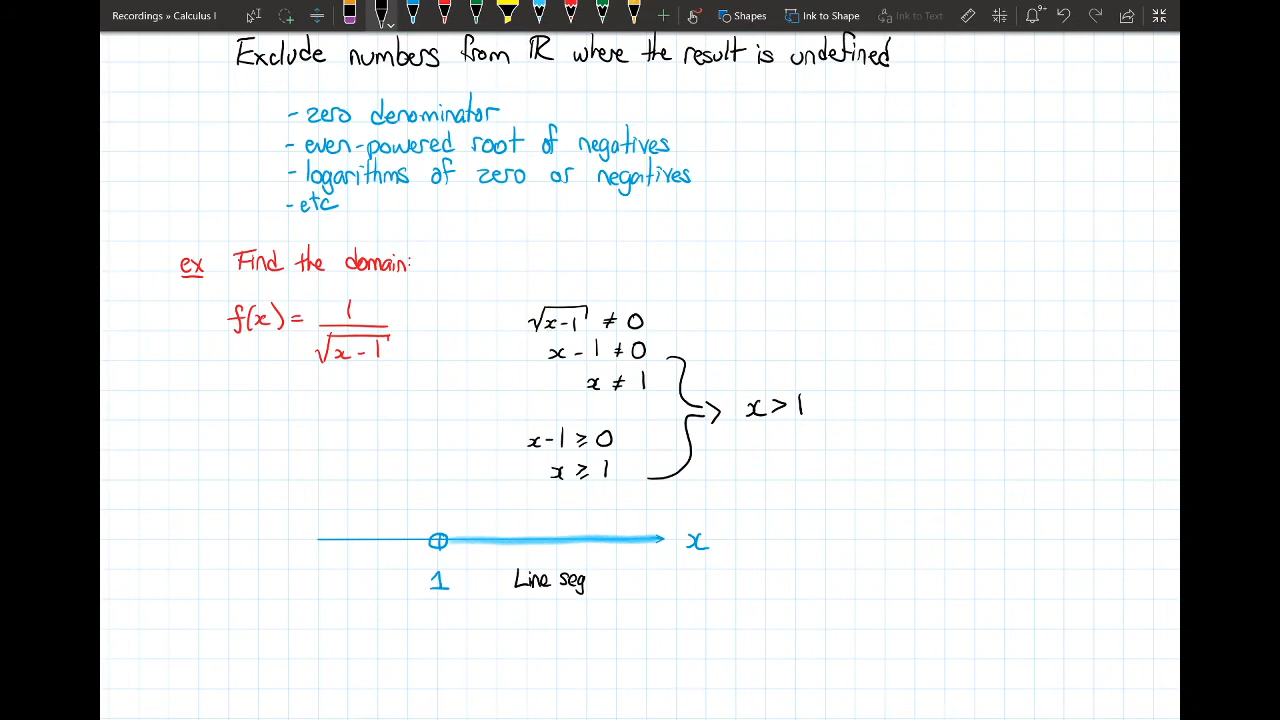 Recordings » Calculus I
Shapes
Ink to Shape
Ink to Text
9+
Exclude numbers from ℝ where the result is undefined
- zero denominator
- even-powered root of negatives
- logarithms of zero or negatives
- etc
ex Find the domain:
f(x) = 1/√(x-1)
√(x-1) ≠ 0
x - 1 ≠ 0
x ≠ 1
x > 1
x-1 ≥ 0
x ≥ 1
x
1
Line seg